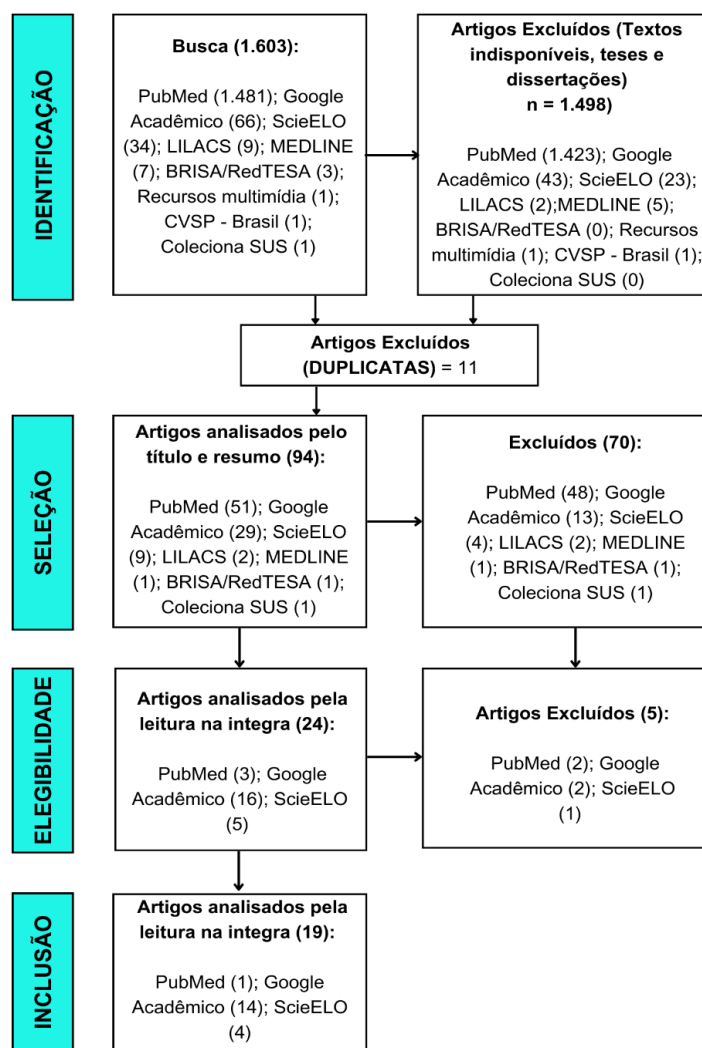 IDENTIFICAÇÃO
Busca (1.603):
PubMed (1.481); Google
Acadêmico (66); ScieELO
(34); LILACS (9); MEDLINE
(7); BRISA/RedTESA (3);
Recursos multimídia (1);
CVSP - Brasil (1);
Coleciona SUS (1)
Artigos Excluídos (Textos
indisponíveis, teses e
dissertações)
n = 1.498)
PubMed (1.423); Google
Acadêmico (43); ScieELO (23);
LILACS (2);MEDLINE (5);
BRISA/RedTESA (0); Recursos
multimídia (1); CVSP - Brasil (1);
Coleciona SUS (0)
Artigos Excluídos
(DUPLICATAS) = 11
SELEÇÃO
Artigos analisados pelo
título e resumo (94):
PubMed (51); Google
Acadêmico (29); ScieELO
(9); LILACS (2); MEDLINE
(1); BRISA/RedTESA (1);
Coleciona SUS (1)
Excluídos (70):
PubMed (48); Google
Acadêmico (13); ScieELO
(4); LILACS (2); MEDLINE
(1); BRISA/RedTESA (1);
Coleciona SUS (1)
ELEGIBILIDADE
Artigos analisados pela
leitura na integra (24):
PubMed (3); Google
Acadêmico (16); ScieELO
(5)
Artigos Excluídos (5):
PubMed (2); Google
Acadêmico (2); ScieELO
(1)
INCLUSÃO
Artigos analisados pela
leitura na integra (19):
PubMed (1); Google
Acadêmico (14); ScieELO
(4)